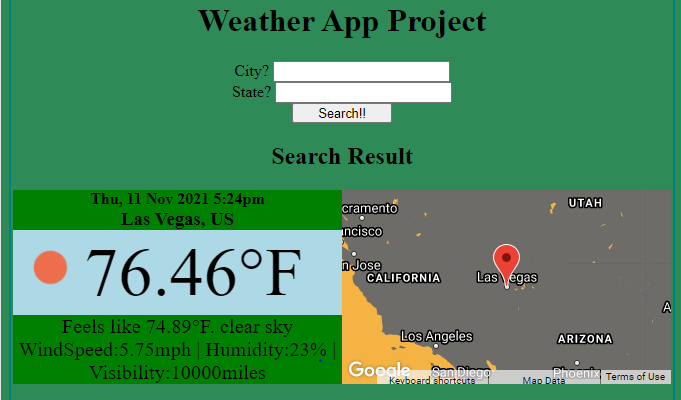 Weather App Project
City?
State?
Search!!
Search Result
Thu, 11 Nov 2021 5:24pm
Las Vegas, US
76.46°F
Feels like 74.89°F. clear sky
WindSpeed:5.75mph | Humidity:23% |
Visibility:10000miles
UTAH
cramento
ncisco
n Jose
CALIFORNIA
Las Vegas
A
Los Angeles
ARIZONA
Phoenix
San Diego
Google
Keyboard shortcuts
Map Data
Terms of Use